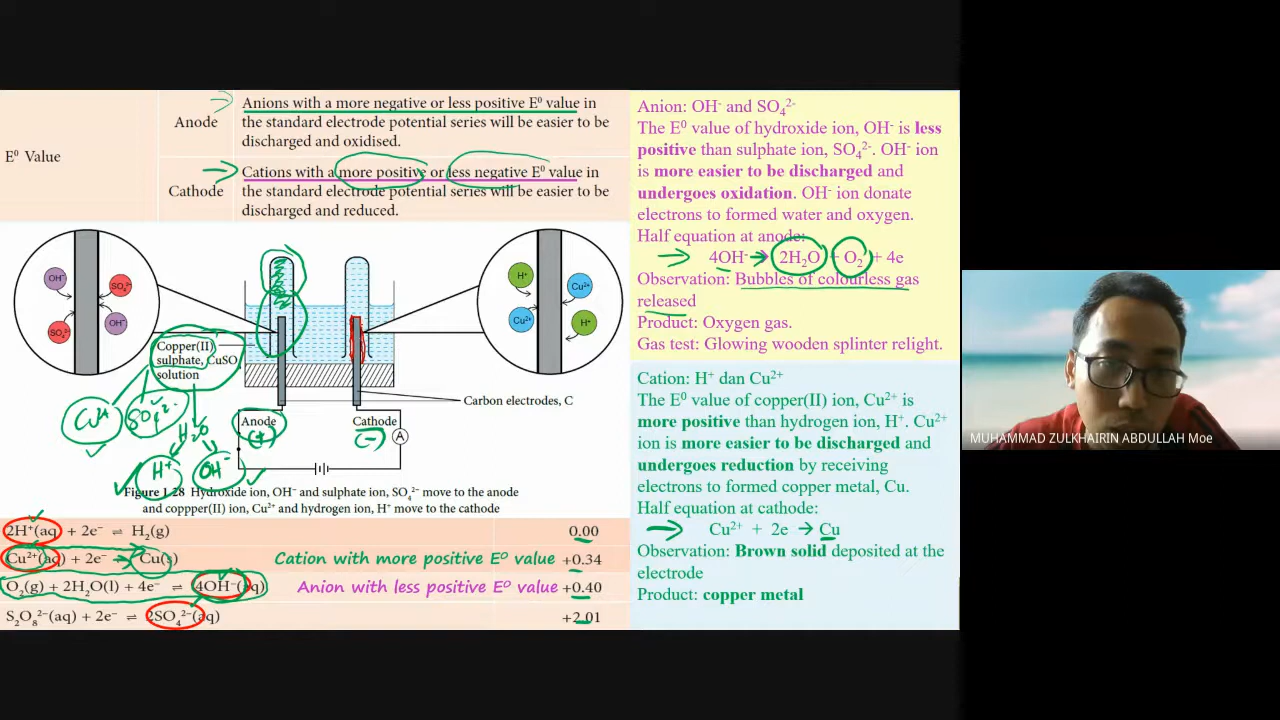 E⁰ Value
Anode
Anions with a more negative or less positive E⁰ value in
the standard electrode potential series will be easier to be
discharged and oxidised.
Cathode
Cations with a more positive or less negative E⁰ value in
the standard electrode potential series will be easier to be
discharged and reduced.
OH⁻
SO₄²⁻
SO₄²⁻
OH⁻
H⁺
Cu²⁺
Cu²⁺
H⁺
Copper(II)
sulphate, CuSO
solution
Carbon electrodes, C
Anode
(+)
Cathode
(-)
A
SO₄²⁻
H₂O
H⁺
OH⁻
Figure 1.28 Hydroxide ion, OH⁻ and sulphate ion, SO₄²⁻ move to the anode
and coppper(II) ion, Cu²⁺ and hydrogen ion, H⁺ move to the cathode
2H⁺(aq) + 2e⁻ ⇌ H₂(g) 0.00
Cu²⁺(aq) + 2e⁻ ⇌ Cu(s) Cation with more positive E⁰ value +0.34
O₂(g) + 2H₂O(l) + 4e⁻ ⇌ 4OH⁻(aq) Anion with less positive E⁰ value +0.40
S₂O₈²⁻(aq) + 2e⁻ ⇌ 2SO₄²⁻(aq) +2.01
Anion: OH⁻ and SO₄²⁻
The E⁰ value of hydroxide ion, OH⁻ is less
positive than sulphate ion, SO₄²⁻. OH⁻ ion
is more easier to be discharged and
undergoes oxidation. OH⁻ ion donate
electrons to formed water and oxygen.
Half equation at anode:
4OH⁻ → 2H₂O + O₂ + 4e
Observation: Bubbles of colourless gas
released
Product: Oxygen gas.
Gas test: Glowing wooden splinter relight.
Cation: H⁺ dan Cu²⁺
The E⁰ value of copper(II) ion, Cu²⁺ is
more positive than hydrogen ion, H⁺. Cu²⁺
ion is more easier to be discharged and
undergoes reduction by receiving
electrons to formed copper metal, Cu.
Half equation at cathode:
Cu²⁺ + 2e → Cu
Observation: Brown solid deposited at the
electrode
Product: copper metal
MUHAMMAD ZULKHAIRIN ABDULLAH Moe